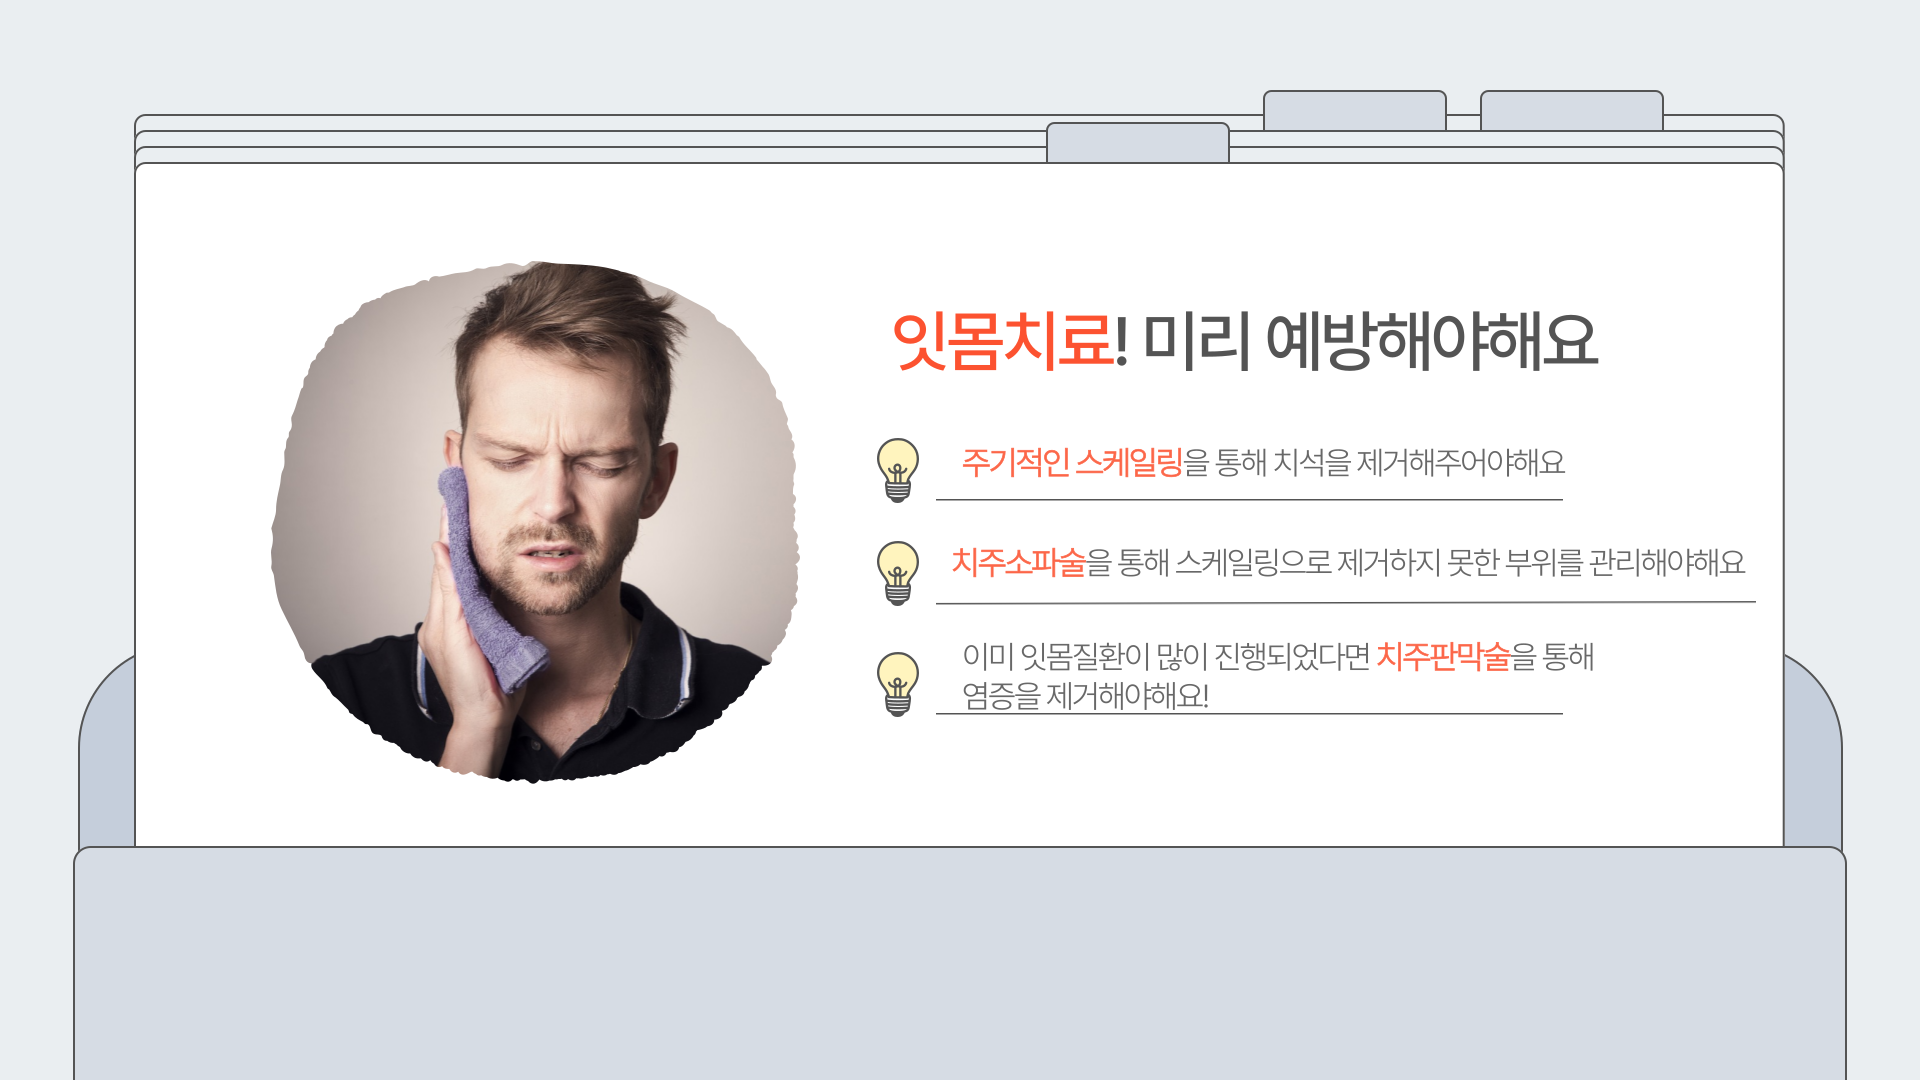 잇몸치료! 미리 예방해야해요
주기적인 스케일링을 통해 치석을 제거해주어야해요
치주소파술을 통해 스케일링으로 제거하지 못한 부위를 관리해야해요
이미 잇몸질환이 많이 진행되었다면 치주판막술을 통해
염증을 제거해야해요!